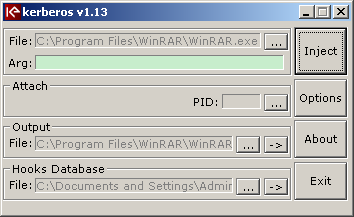 kerberos v1.13
File: C:\Program Files\WinRAR\WinRAR.exe ... Inject
Arg:
Attach
PID: ... Options
Output
File: C:\Program Files\WinRAR\WinRAR ... -> About
Hooks Database
File: C:\Documents and Settings\Admir ... -> Exit